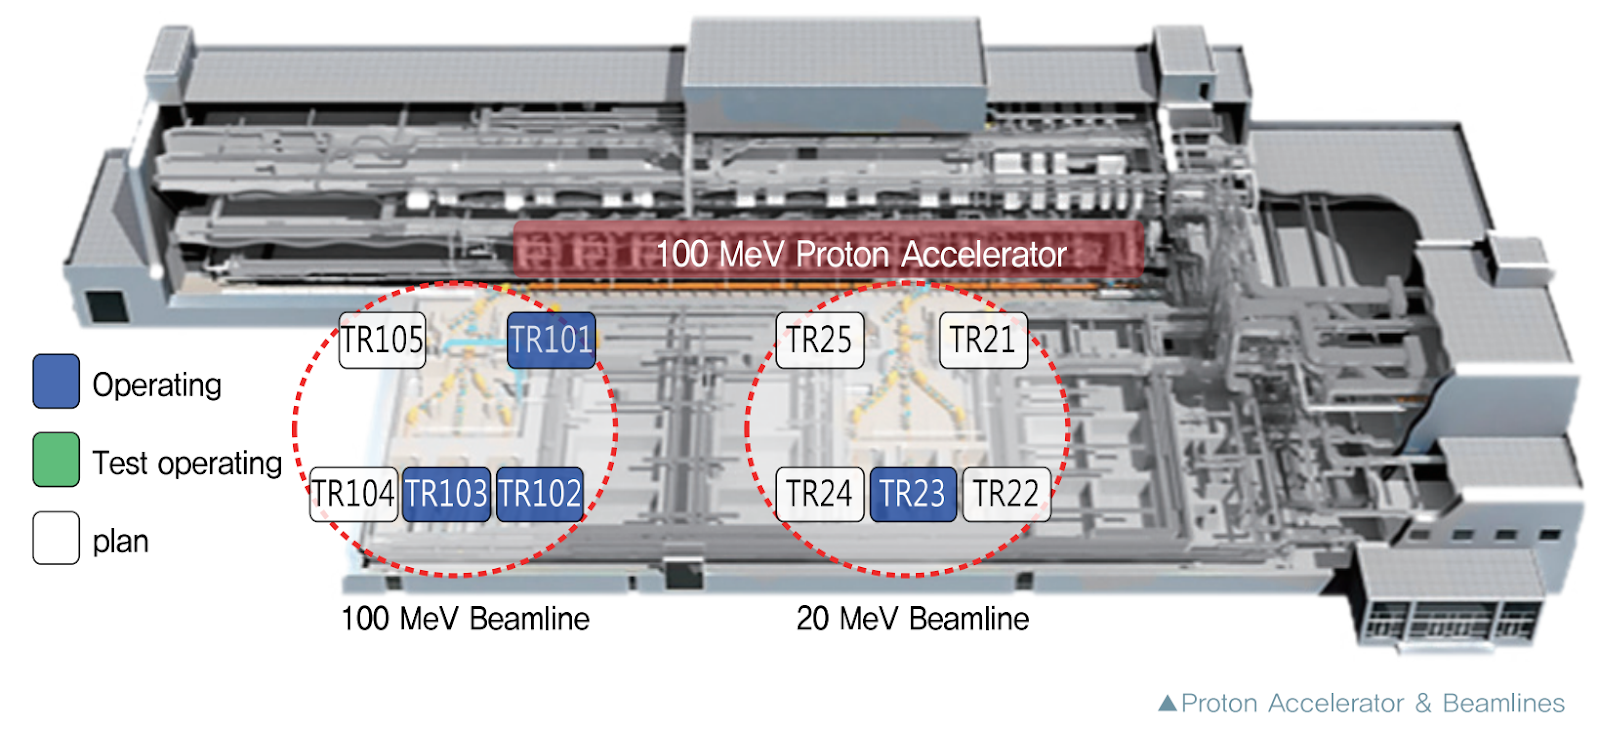 100 MeV Proton Accelerator
TR105
TR101
TR25
TR21
Operating
Test operating
plan
TR104
TR103
TR102
TR24
TR23
TR22
100 MeV Beamline
20 MeV Beamline
▲Proton Accelerator & Beamlines